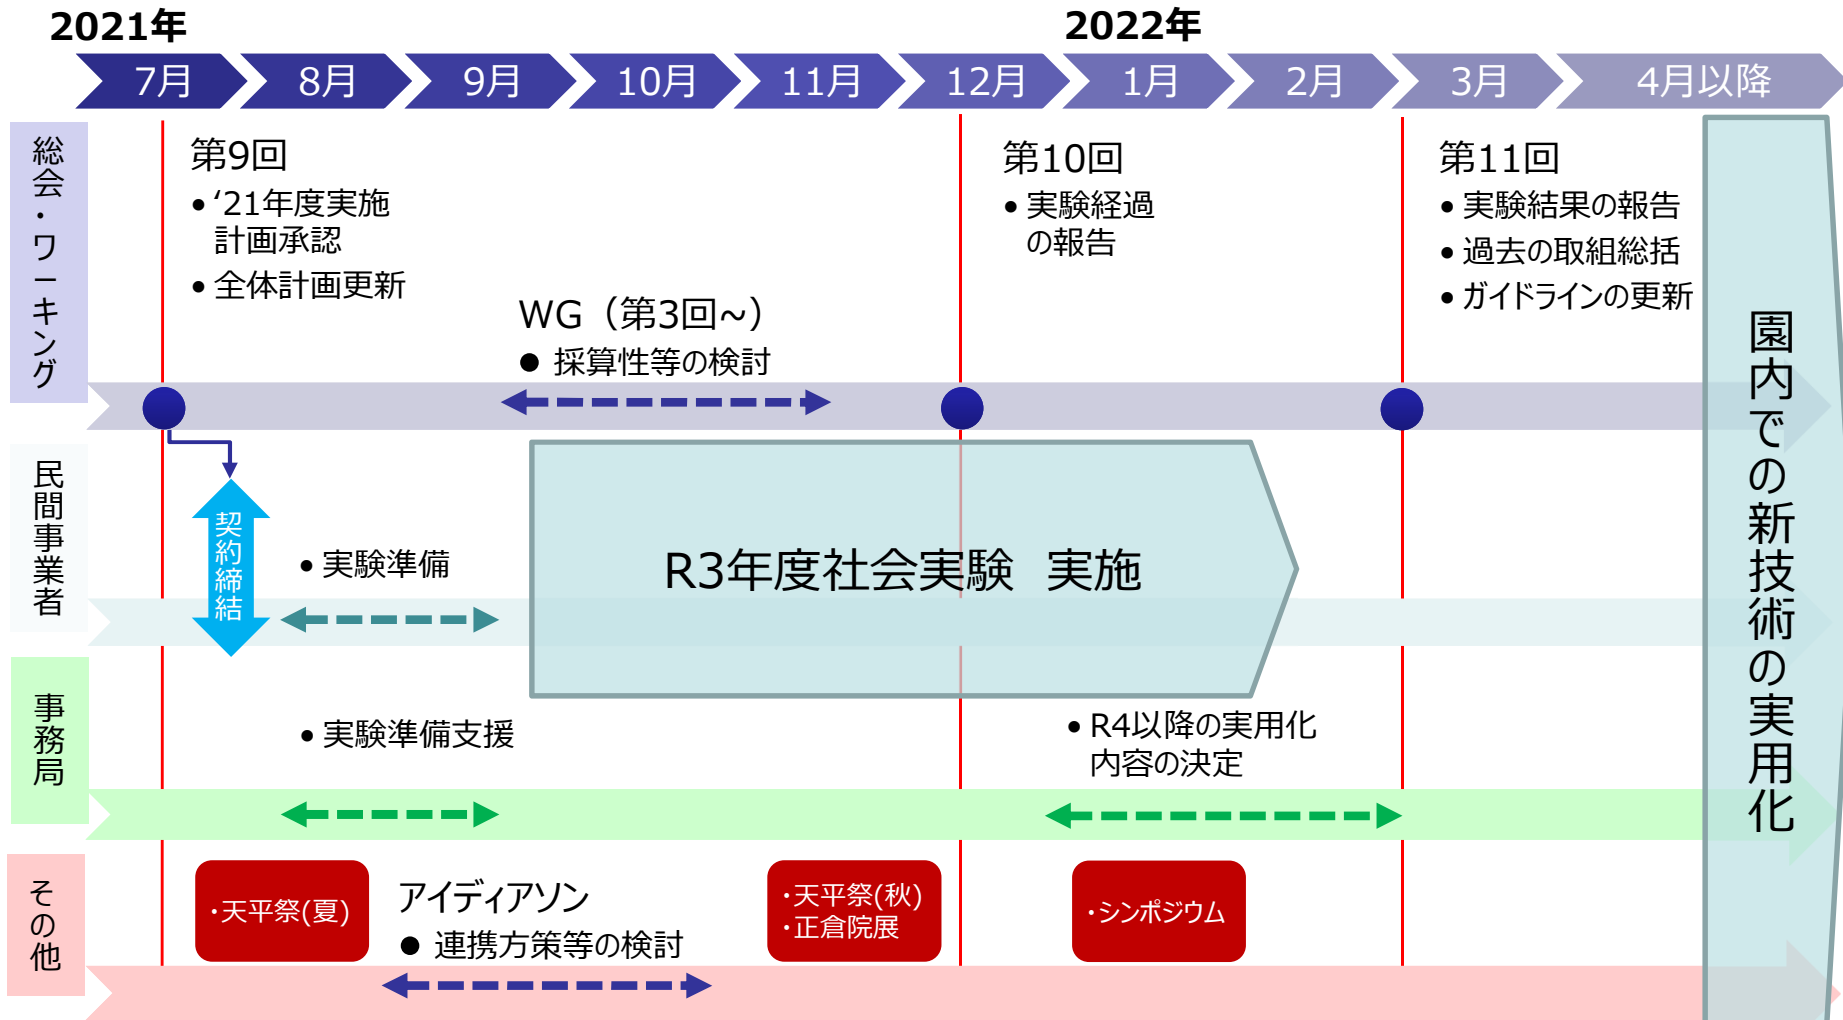 2021年
2022年
7月
8月
9月
10月
11月
12月
1月
2月
3月
4月以降
総会・ワーキング
第9回
• ‘21年度実施
計画承認
• 全体計画更新
WG（第3回~）
● 採算性等の検討
第10回
• 実験経過
の報告
第11回
• 実験結果の報告
• 過去の取組総括
• ガイドラインの更新
園内での新技術の実用化
民間事業者
契約締結
• 実験準備
R3年度社会実験　実施
事務局
• 実験準備支援
• R4以降の実用化
内容の決定
その他
・天平祭(夏)
アイディアソン
● 連携方策等の検討
・天平祭(秋)
・正倉院展
・シンポジウム